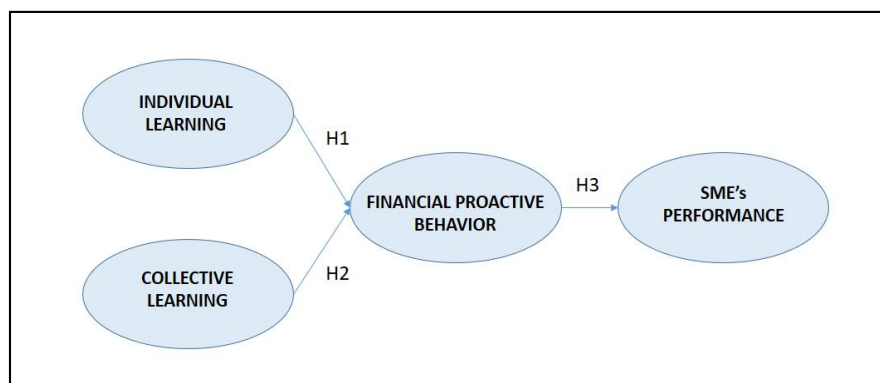 INDIVIDUAL
LEARNING
H1
FINANCIAL PROACTIVE
BEHAVIOR
H3
SME's
PERFORMANCE
H2
COLLECTIVE
LEARNING